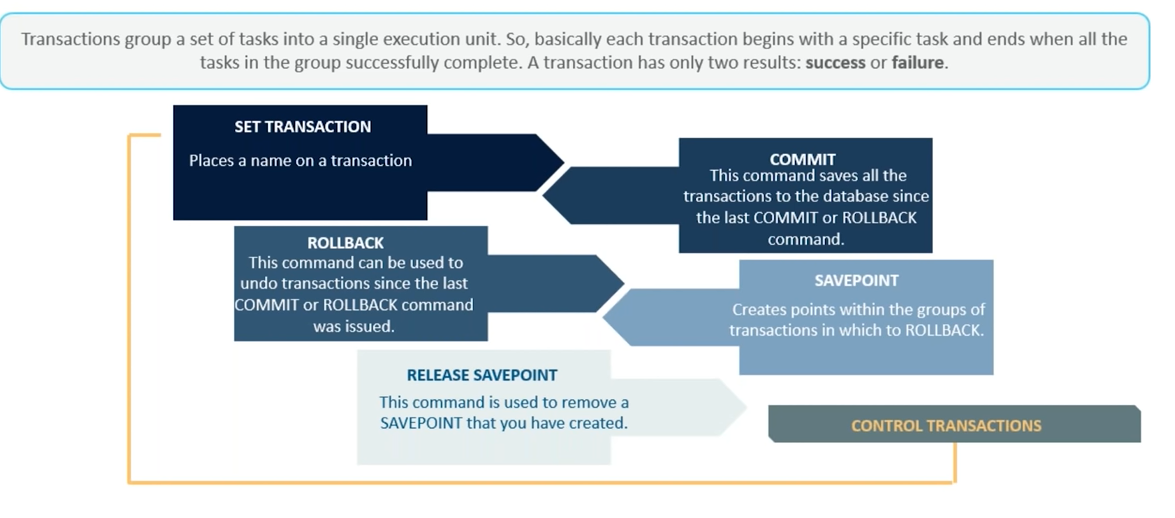 Transactions group a set of tasks into a single execution unit. So, basically each transaction begins with a specific task and ends when all the
tasks in the group successfully complete. A transaction has only two results: success or failure.
SET TRANSACTION
Places a name on a transaction
COMMIT
This command saves all the
transactions to the database since
the last COMMIT or ROLLBACK
command.
ROLLBACK
This command can be used to
undo transactions since the last
COMMIT or ROLLBACK command
was issued.
SAVEPOINT
Creates points within the groups of
transactions in which to ROLLBACK.
RELEASE SAVEPOINT
This command is used to remove a
SAVEPOINT that you have created.
CONTROL TRANSACTIONS